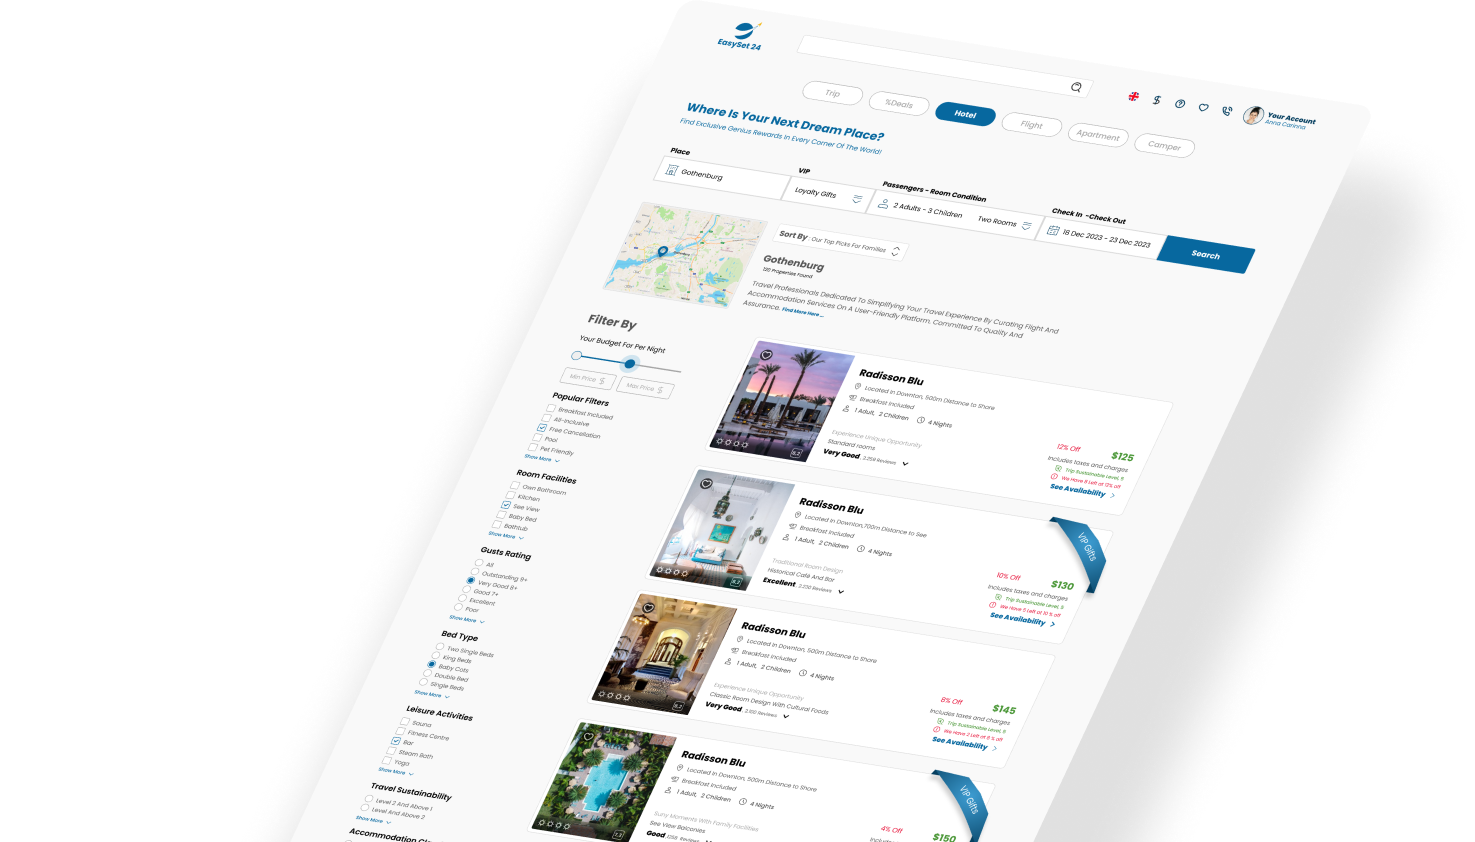 EasySet 24
Trip
%Deals
Hotel
Flight
Apartment
Camper
Your Account
Anna Carinna
Where Is Your Next Dream Place?
Find Exclusive Genius Rewards In Every Corner Of The World!
Place
VIP
Passengers - Room Condition
Check In -Check Out
Gothenburg
Loyalty Gifts
2 Adults - 3 Children
Two Rooms
18 Dec 2023 - 23 Dec 2023
Search
Sort By : Our Top Picks For Families
Gothenburg
Properties Found
Travel Professionals Dedicated To Simplifying Your Travel Experience By Curating Flight And
Accommodation Services On A User-Friendly Platform. Committed To Quality And
Assurance. Find More Here ...
Filter By
Your Budget For Per Night
Min Price $
Max Price $
Popular Filters
Breakfast Included
All-Inclusive
Free Cancellation
Pool
Pet Friendly
Show More
Room Facilities
Own Bathroom
Kitchen
See View
Baby Bed
Bathtub
Show More
Gusts Rating
All
Outstanding 9+
Very Good 8+
Good 7+
Excellent
Poor
Show More
Bed Type
Two Single Beds
King Beds
Baby Cots
Double Bed
Single Beds
Show More
Leisure Activities
Sauna
Fitness Centre
Bar
Steam Bath
Yoga
Show More
Travel Sustainability
Level 2 And Above 1
Level And Above 2
Show More
Accommodation
Radisson Blu
Located In Downton, 500m Distance to Shore
Breakfast Included
1 Adult, 2 Children
4 Nights
Experience Unique Opportunity
Standard rooms
Very Good 2.259 Reviews
12% Off
$125
Includes taxes and charges
Trip Sustainable Level, 9
We Have 8 Left at 12% off
See Availability
Radisson Blu
Located In Downton,700m Distance to See
Breakfast Included
1 Adult, 2 Children
4 Nights
Traditional Room Design
Historical Café And Bar
Excellent 2.200 Reviews
8,2
VIP Gifts
10% Off
$130
Includes taxes and charges
Trip Sustainable Level, 9
We Have 5 Left at 10 % off
See Availability
Radisson Blu
Located In Downton, 500m Distance to Shore
Breakfast Included
1 Adult, 2 Children
4 Nights
Experience Unique Opportunity
Classic Room Design With Cultural Foods
Very Good 2.100 Reviews
8% Off
$145
Includes taxes and charges
Trip Sustainable Level, 9
We Have 2 Left at 8 % off
See Availability
Radisson Blu
Located In Downton, 500m Distance to Shore
Breakfast Included
1 Adult, 2 Children
4 Nights
Suny Moments With Family Facilities
See View Balconies
Good Reviews
7,3
VIP Gifts
4% Off
$150